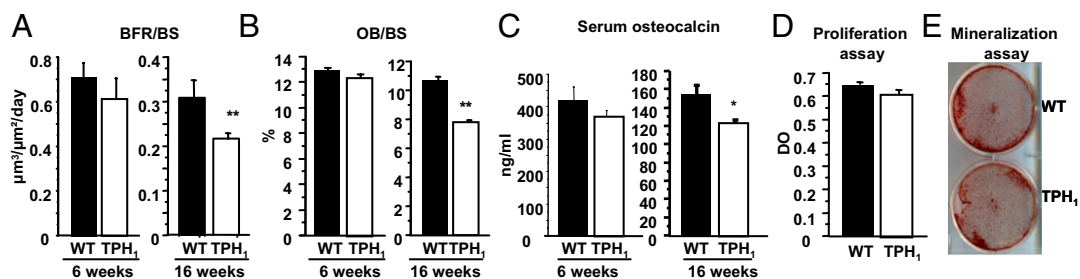 A
BFR/BS
µm³/µm²/day
0.8
0.6
0.4
0.2
0
WT TPH₁
6 weeks
0.4
0.3
0.2
0
**
WT TPH₁
16 weeks
B
OB/BS
%
14
12
10
8
6
4
2
0
WT TPH₁
6 weeks
12
10
8
6
4
2
0
**
WT TPH₁
16 weeks
C
Serum osteocalcin
ng/ml
500
400
300
200
100
0
WT TPH₁
6 weeks
180
160
140
120
100
80
60
40
20
0
*
WT TPH₁
16 weeks
D
Proliferation
assay
DO
0.7
0.6
0.5
0.4
0.3
0.2
0.1
0
WT TPH₁
E
Mineralization
assay
WT
TPH₁